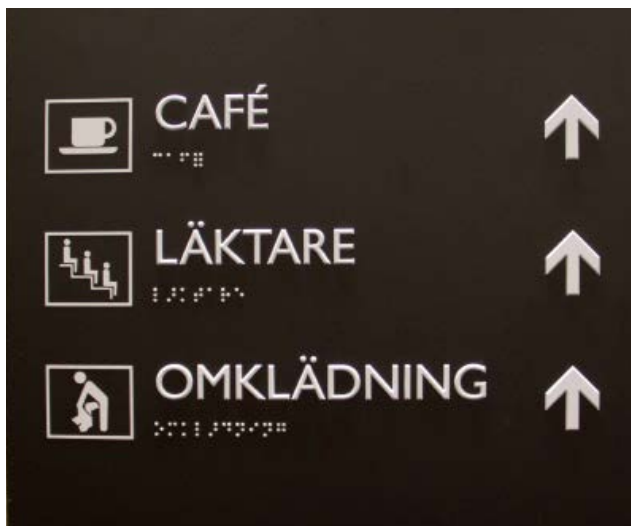 CAFÉ
⠉⠁⠋⠿
LÄKTARE
⠇⠜⠅⠞⠁⠗⠑
OMKLÄDNING
⠕⠍⠅⠇⠜⠙⠝⠊⠝⠛